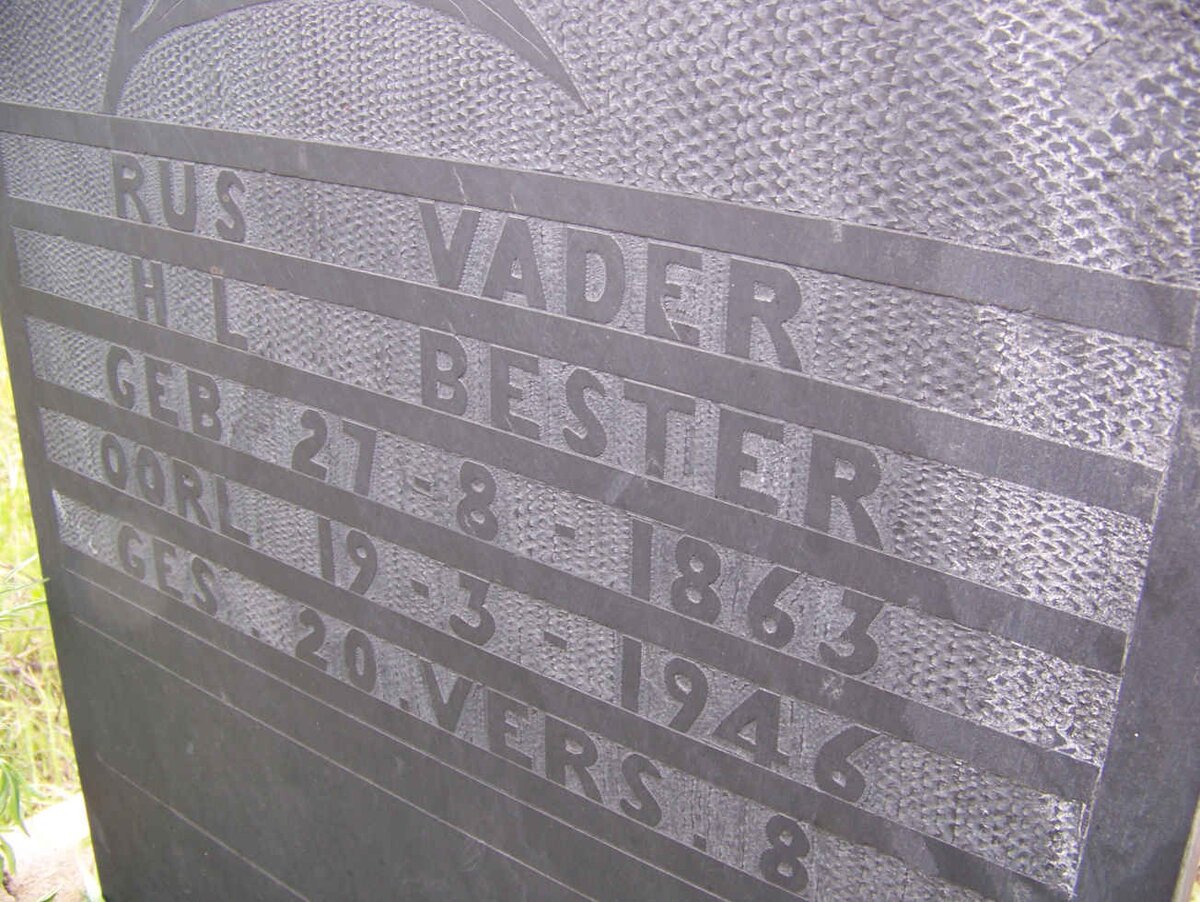 RUS VADER
H L BESTER
GEB - 27 - 8 - 1863
OORL 19 - 3 - 1946
GES. 20. VERS. 8